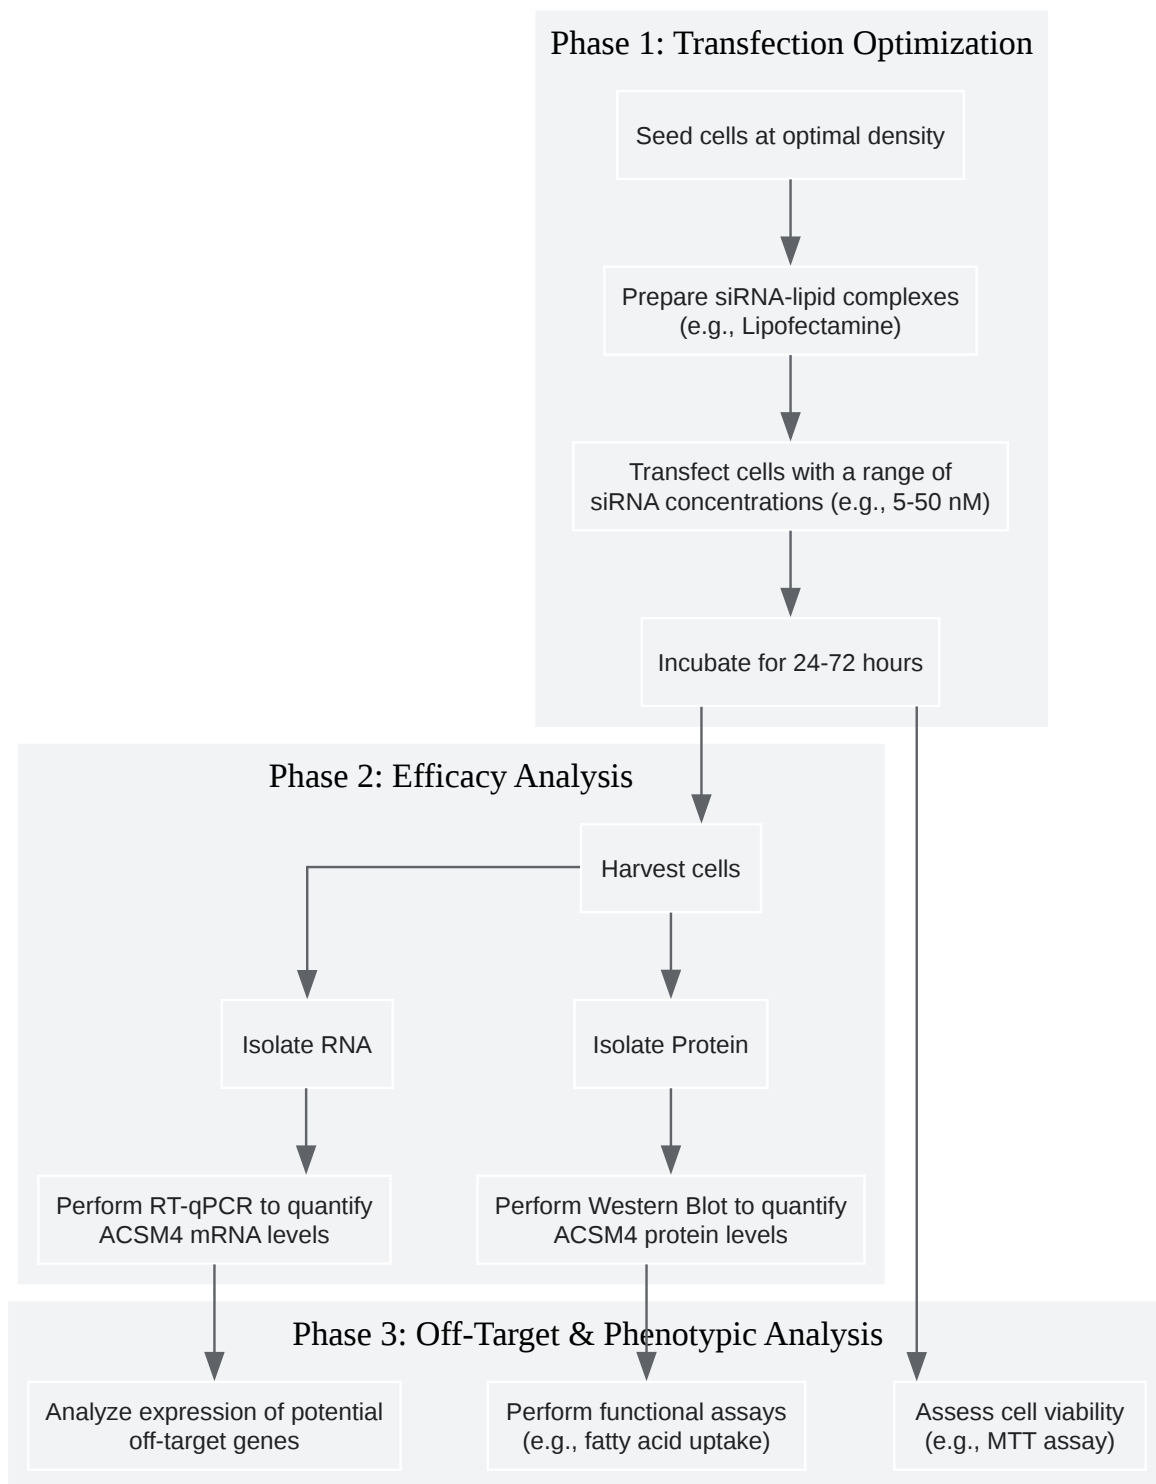 Phase 1: Transfection Optimization
Seed cells at optimal density
Prepare siRNA-lipid complexes
(e.g., Lipofectamine)
Transfect cells with a range of
siRNA concentrations (e.g., 5-50 nM)
Incubate for 24-72 hours
Phase 2: Efficacy Analysis
Harvest cells
Isolate RNA
Isolate Protein
Perform RT-qPCR to quantify
ACSM4 mRNA levels
Perform Western Blot to quantify
ACSM4 protein levels
Phase 3: Off-Target & Phenotypic Analysis
Analyze expression of potential
off-target genes
Perform functional assays
(e.g., fatty acid uptake)
Assess cell viability
(e.g., MTT assay)